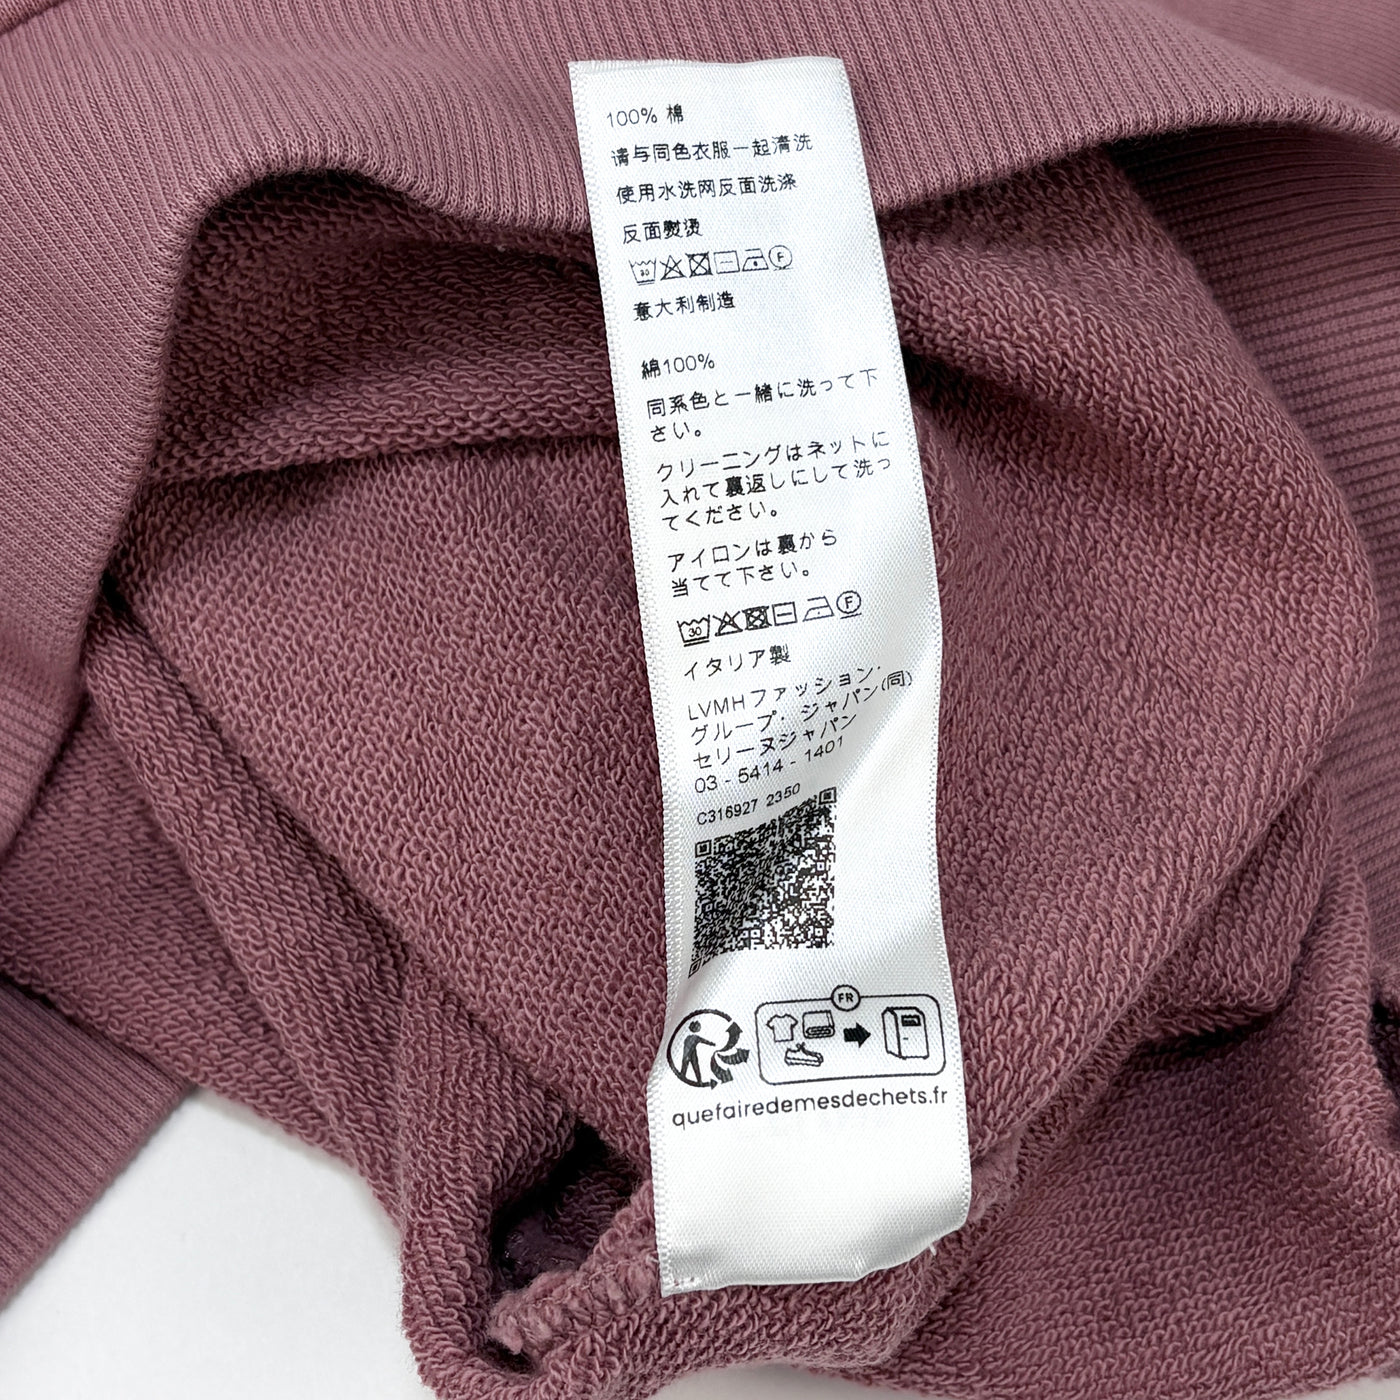 100% 棉
请与同色衣服一起清洗
使用水洗网反面洗涤
反面熨烫
30 F
意大利制造
綿100%
同系色と一緒に洗って下
さい。
クリーニングはネットに
入れて裏返しにして洗っ
てください。
アイロンは裏から
当てて下さい。
30 F
イタリア製
LVMHファッション・
グループ・ジャパン(同)
セリーヌジャパン
03 - 5414 - 1401
C316927 2350
FR
quefairedemesdechets.fr